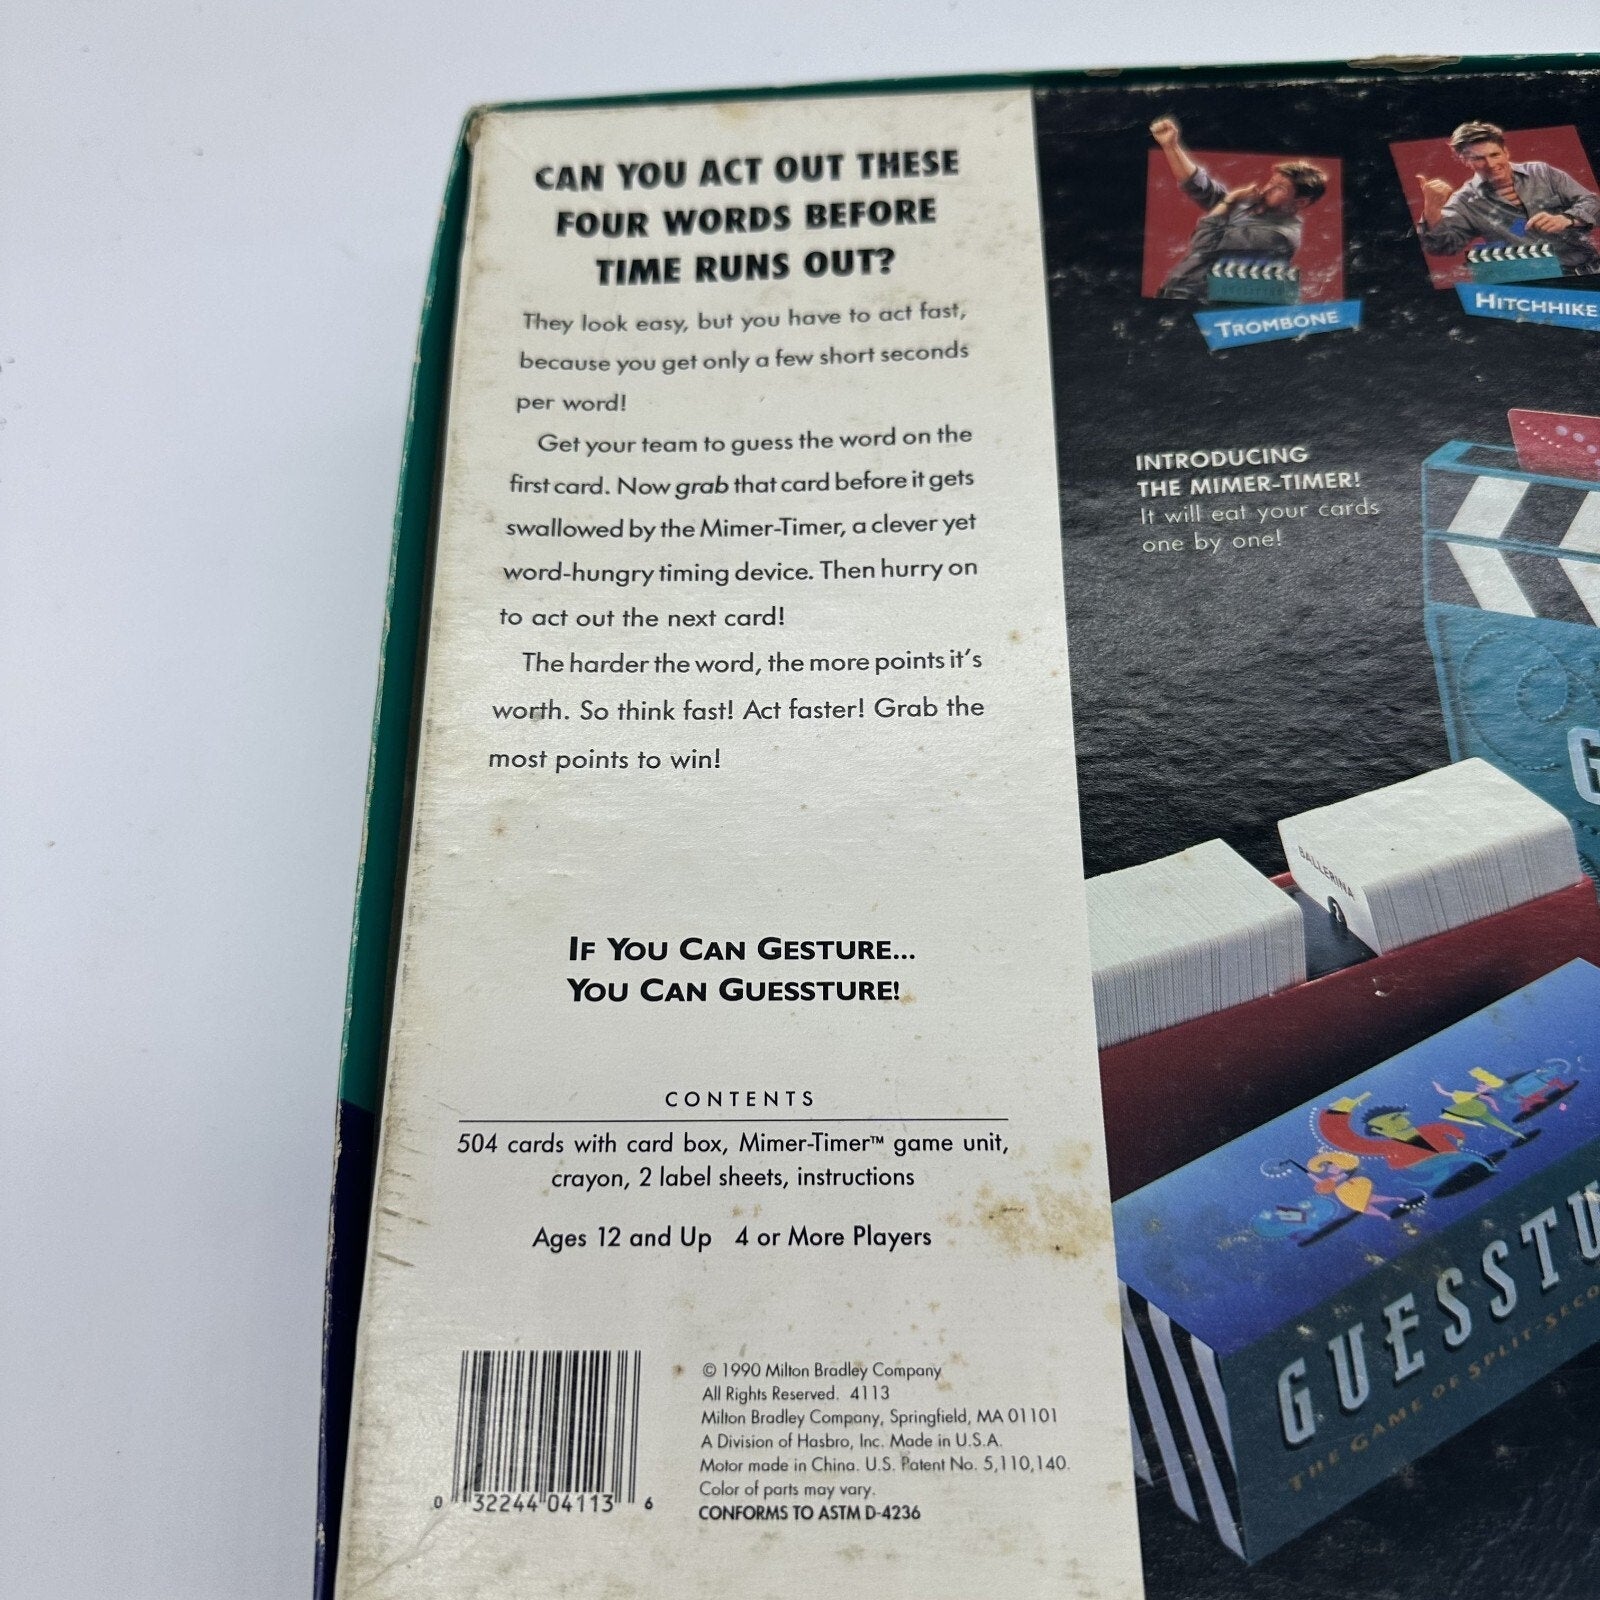 CAN YOU ACT OUT THESE
FOUR WORDS BEFORE
TIME RUNS OUT?
They look easy, but you have to act fast,
because you get only a few short seconds
per word!
Get your team to guess the word on the
first card. Now grab that card before it gets
swallowed by the Mimer-Timer, a clever yet
word-hungry timing device. Then hurry on
to act out the next card!
The harder the word, the more points it's
worth. So think fast! Act faster! Grab the
most points to win!
IF YOU CAN GESTURE...
YOU CAN GUESSTURE!
CONTENTS
504 cards with card box, Mimer-Timer™ game unit,
crayon, 2 label sheets, instructions
Ages 12 and Up 4 or More Players
0 32244 04113 6
© 1990 Milton Bradley Company
All Rights Reserved. 4113
Milton Bradley Company, Springfield, MA 01101
A Division of Hasbro, Inc. Made in U.S.A.
Motor made in China. U.S. Patent No. 5,110,140.
Color of parts may vary.
CONFORMS TO ASTM D-4236
TROMBONE
HITCHHIKE
INTRODUCING
THE MIMER-TIMER!
It will eat your cards
one by one!
G
BALLERINA
GUESSTU
THE GAME OF SPLIT-SECO